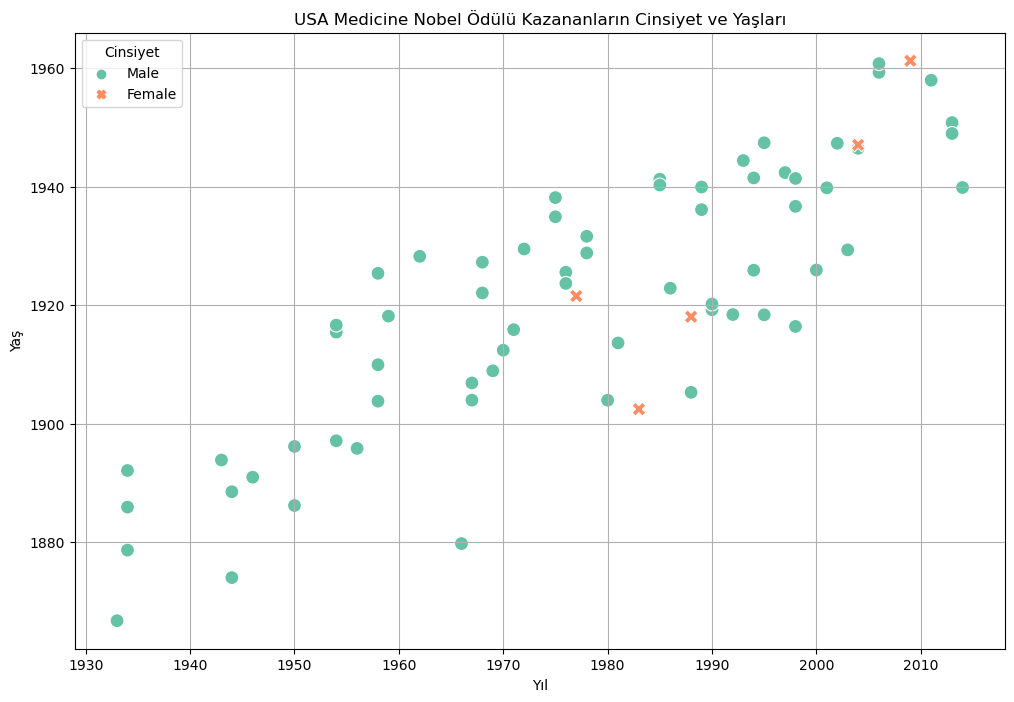 USA Medicine Nobel Ödülü Kazananların Cinsiyet ve Yaşları
Cinsiyet
Male
Female
Yaş
1960
1940
1920
1900
1880
1930 1940 1950 1960 1970 1980 1990 2000 2010
Yıl